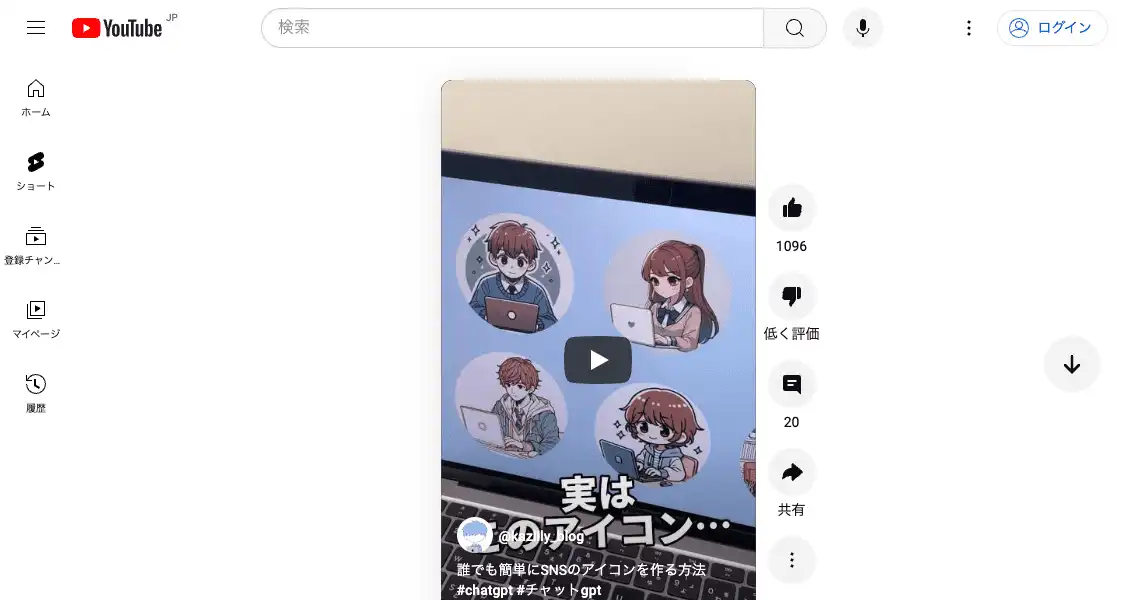 YouTube JP
検索
ログイン
ホーム
ショート
登録チャン...
マイページ
履歴
1096
低く評価
20
共有
実は
このアイコン…
@kazilly_blog
誰でも簡単にSNSのアイコンを作る方法
#chatgpt #チャットgpt